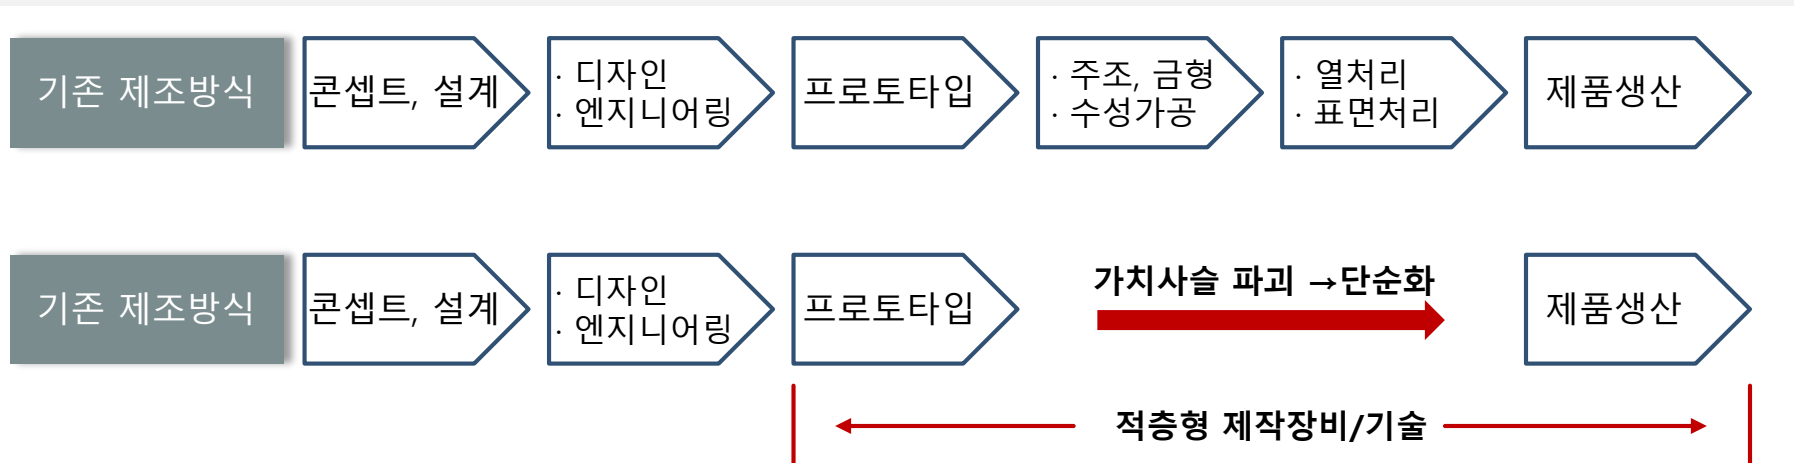 기존 제조방식
콘셉트, 설계
· 디자인
· 엔지니어링
프로토타입
· 주조, 금형
· 수성가공
· 열처리
· 표면처리
제품생산
기존 제조방식
콘셉트, 설계
· 디자인
· 엔지니어링
프로토타입
가치사슬 파괴 →단순화
제품생산
적층형 제작장비/기술